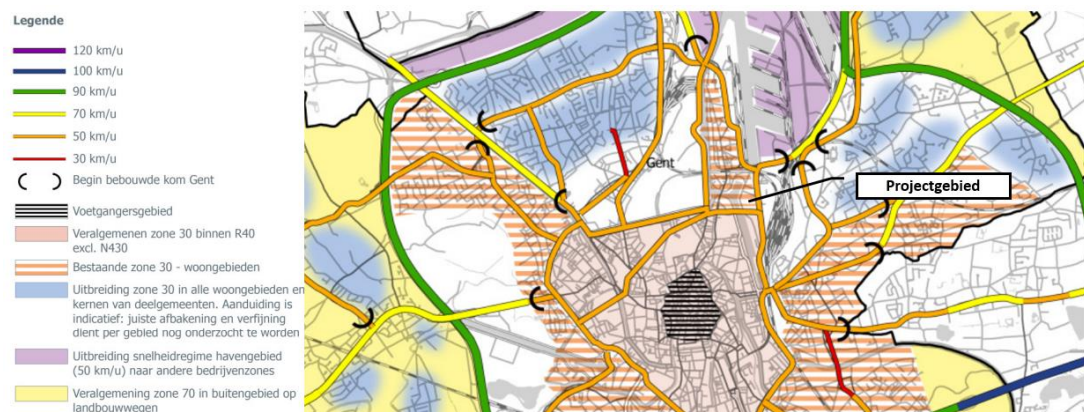 Legende
120 km/u
100 km/u
90 km/u
70 km/u
50 km/u
30 km/u
Begin bebouwde kom Gent
Voetgangersgebied
Veralgemenen zone 30 binnen R40
excl. N430
Bestaande zone 30 - woongebieden
Uitbreiding zone 30 in alle woongebieden en
kernen van deelgemeenten. Aanduiding is
indicatief: juiste afbakening en verfijning
dient per gebied nog onderzocht te worden
Uitbreiding snelheidregime havengebied
(50 km/u) naar andere bedrijvenzones
Veralgemening zone 70 in buitengebied op
landbouwwegen
Gent
Projectgebied